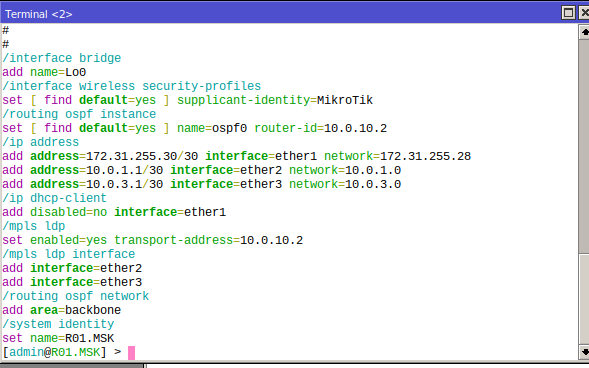 Terminal <2>
#
#
/interface bridge
add name=Lo0
/interface wireless security-profiles
set [ find default=yes ] supplicant-identity=MikroTik
/routing ospf instance
set [ find default=yes ] name=ospf0 router-id=10.0.10.2
/ip address
add address=172.31.255.30/30 interface=ether1 network=172.31.255.28
add address=10.0.1.1/30 interface=ether2 network=10.0.1.0
add address=10.0.3.1/30 interface=ether3 network=10.0.3.0
/ip dhcp-client
add disabled=no interface=ether1
/mpls ldp
set enabled=yes transport-address=10.0.10.2
/mpls ldp interface
add interface=ether2
add interface=ether3
/routing ospf network
add area=backbone
/system identity
set name=R01.MSK
[admin@R01.MSK] >